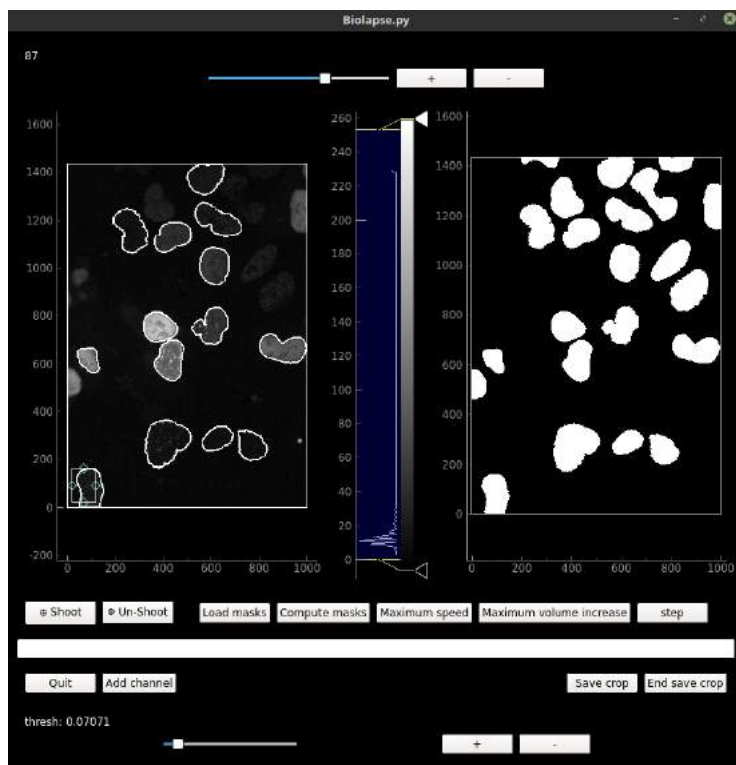 Biolapse.py
87
+ -
1600 260 1600
1400 240 1400
1200 220 1200
1000 200 1000
800 180 800
600 160 600
400 140 400
200 120 200
0 100 0
-200 80
60
40
20
0
0 200 400 600 800 1000 0 200 400 600 800 1000
⊕ Shoot Un-Shoot Load masks Compute masks Maximum speed Maximum volume increase step
Quit Add channel Save crop End save crop
thresh: 0.07071
+ -